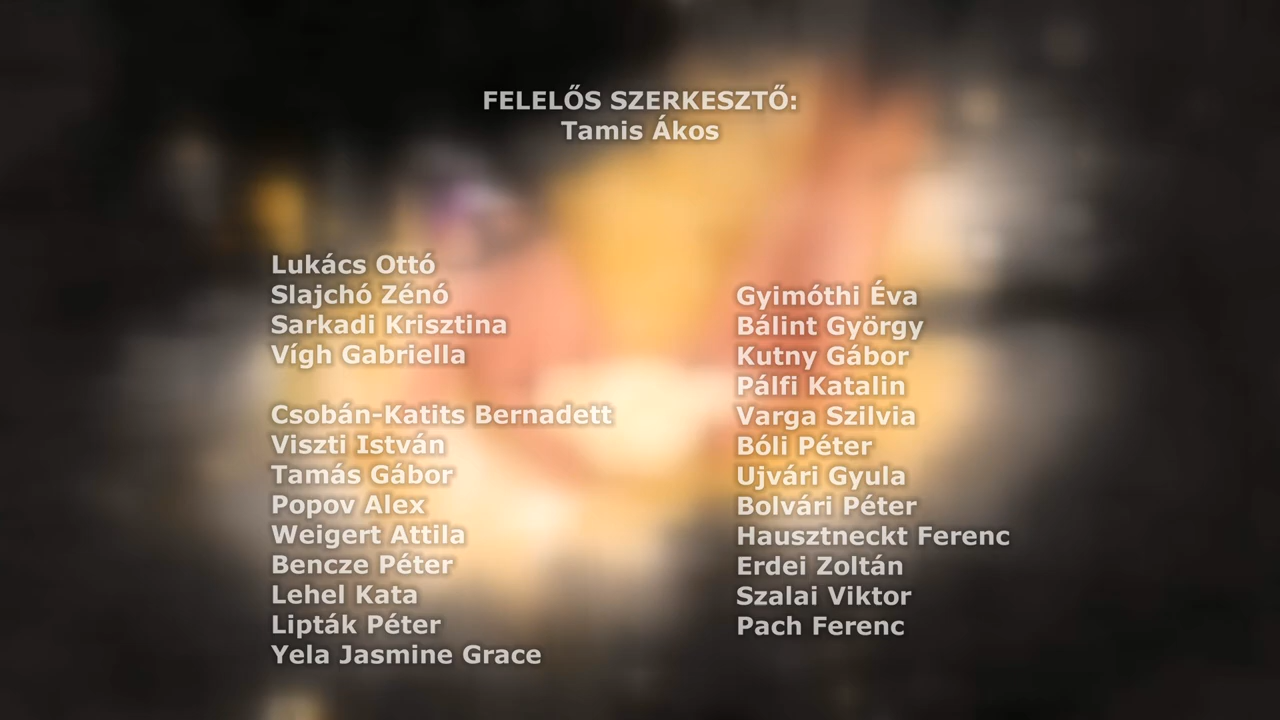 FELELŐS SZERKESZTŐ:
Tamis Ákos
Lukács Ottó
Slajchó Zénó
Sarkadi Krisztina
Vígh Gabriella
Csobán-Katits Bernadett
Viszti István
Tamás Gábor
Popov Alex
Weigert Attila
Bencze Péter
Lehel Kata
Lipták Péter
Yela Jasmine Grace
Gyimóthi Éva
Bálint György
Kutny Gábor
Pálfi Katalin
Varga Szilvia
Bóli Péter
Ujvári Gyula
Bolvári Péter
Hausztneckt Ferenc
Erdei Zoltán
Szalai Viktor
Pach Ferenc